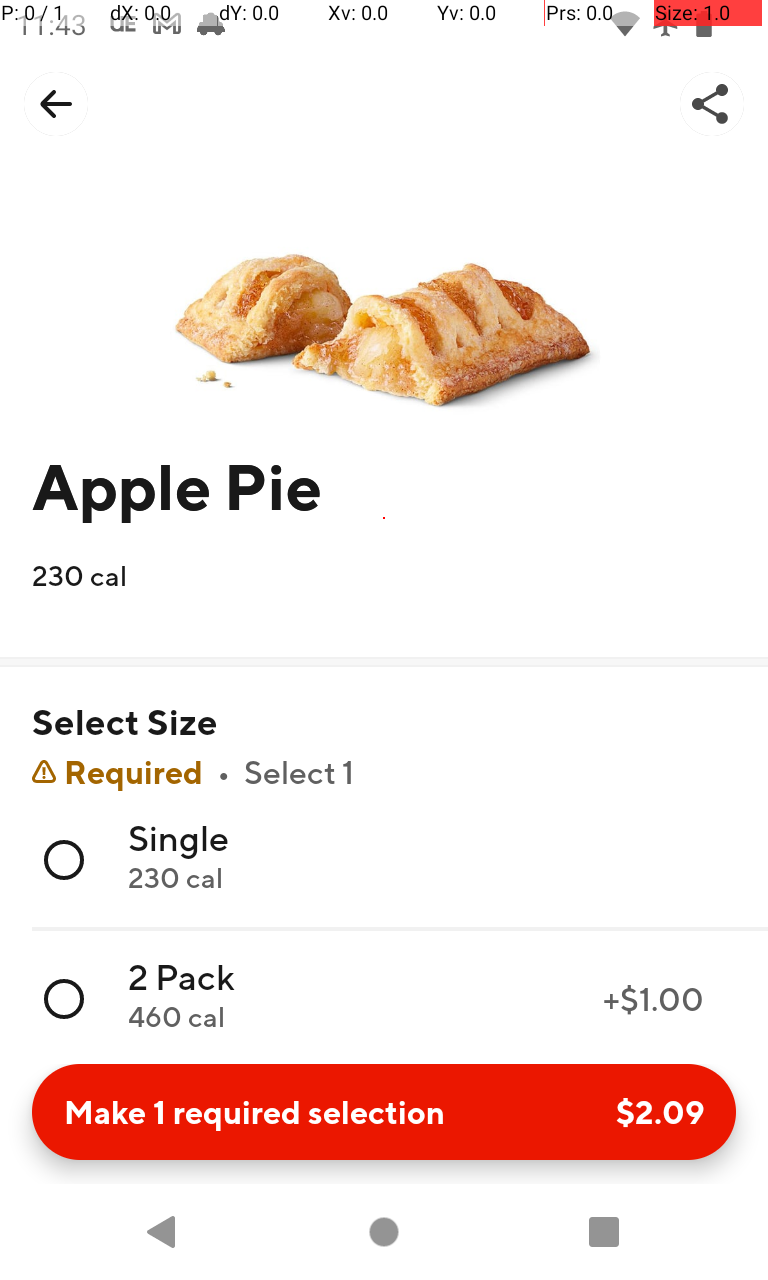 P: 0 / 1 dX: 0.0 dY: 0.0 Xv: 0.0 Yv: 0.0 Prs: 0.0 Size: 1.0
11:43
Apple Pie
230 cal
Select Size
Required • Select 1
Single
230 cal
2 Pack
+$1.00
460 cal
Make 1 required selection $2.09